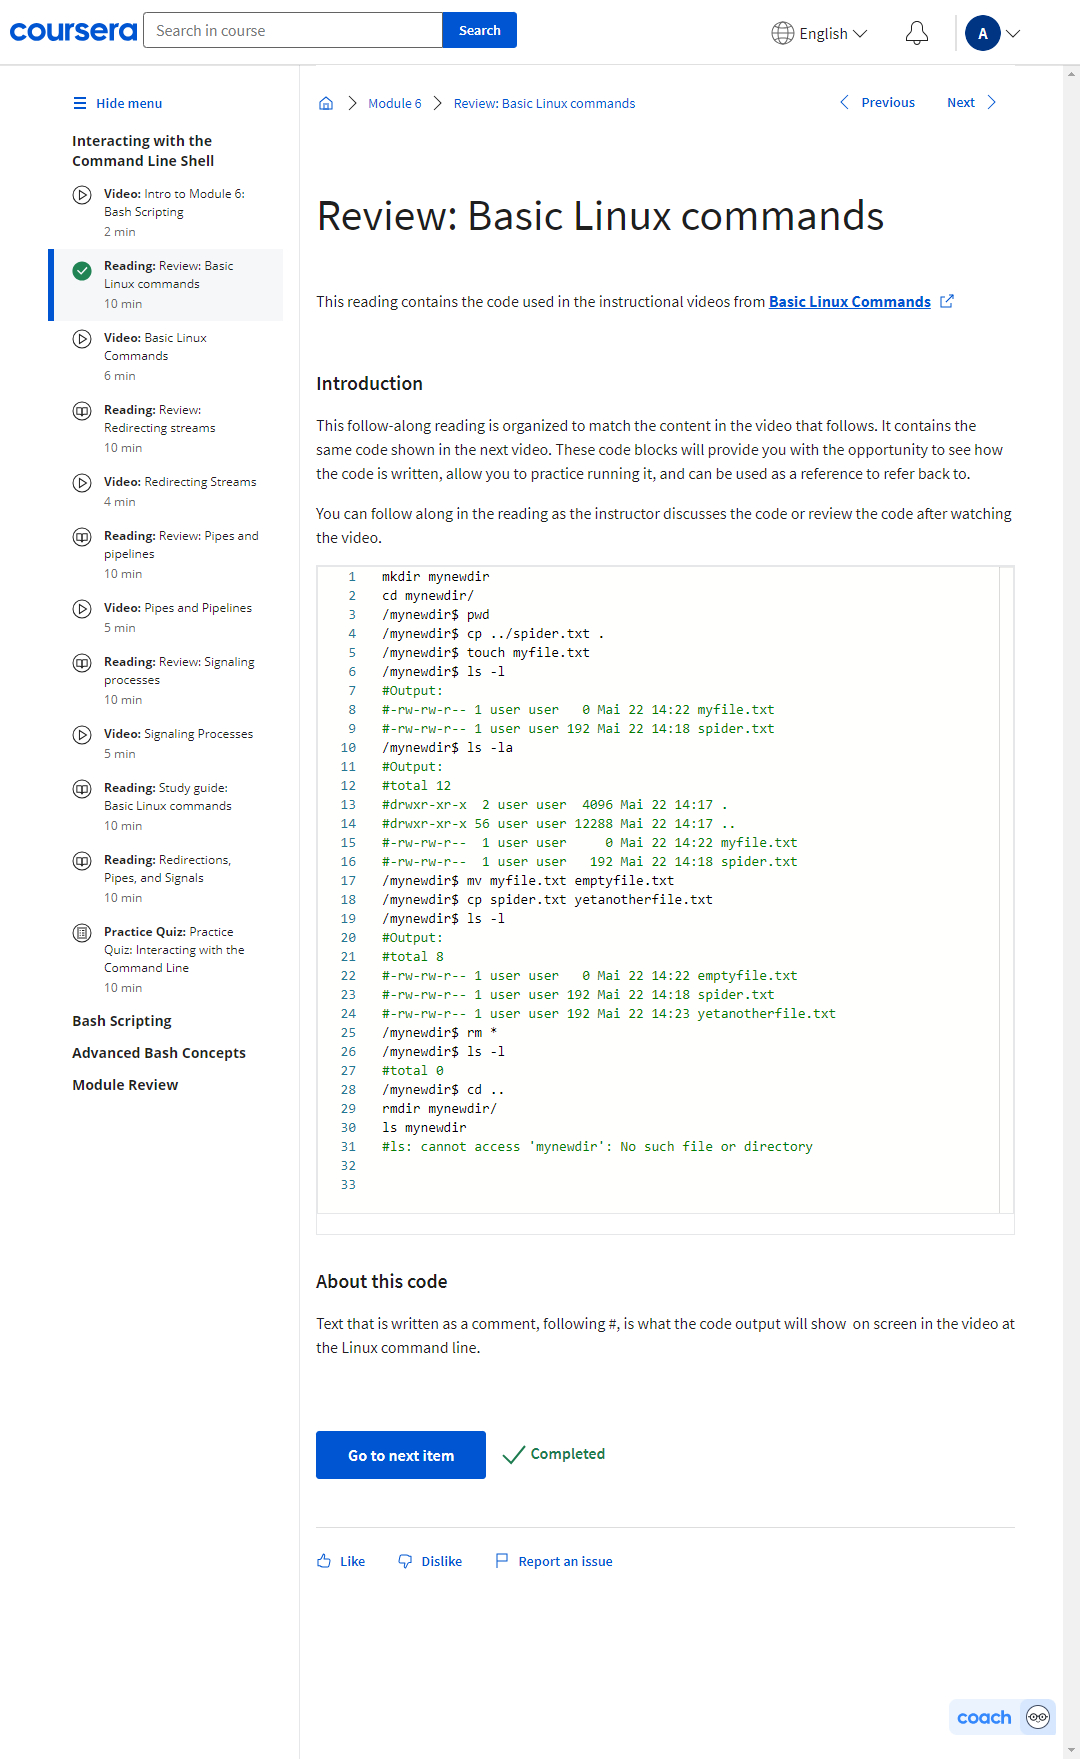 coursera
Search in course
Search
English
A
Hide menu
Interacting with the
Command Line Shell
Video: Intro to Module 6:
Bash Scripting
2 min
Reading: Review: Basic
Linux commands
10 min
Video: Basic Linux
Commands
6 min
Reading: Review:
Redirecting streams
10 min
Video: Redirecting Streams
4 min
Reading: Review: Pipes and
pipelines
10 min
Video: Pipes and Pipelines
5 min
Reading: Review: Signaling
processes
10 min
Video: Signaling Processes
5 min
Reading: Study guide:
Basic Linux commands
10 min
Reading: Redirections,
Pipes, and Signals
10 min
Practice Quiz: Practice
Quiz: Interacting with the
Command Line
10 min
Bash Scripting
Advanced Bash Concepts
Module Review
Module 6
Review: Basic Linux commands
Previous
Next
Review: Basic Linux commands
This reading contains the code used in the instructional videos from Basic Linux Commands
Introduction
This follow-along reading is organized to match the content in the video that follows. It contains the
same code shown in the next video. These code blocks will provide you with the opportunity to see how
the code is written, allow you to practice running it, and can be used as a reference to refer back to.
You can follow along in the reading as the instructor discusses the code or review the code after watching
the video.
1 mkdir mynewdir
2 cd mynewdir/
3 /mynewdir$ pwd
4 /mynewdir$ cp ../spider.txt .
5 /mynewdir$ touch myfile.txt
6 /mynewdir$ ls -l
7 #Output:
8 #-rw-rw-r-- 1 user user   0 Mai 22 14:22 myfile.txt
9 #-rw-rw-r-- 1 user user 192 Mai 22 14:18 spider.txt
10 /mynewdir$ ls -la
11 #Output:
12 #total 12
13 #drwxr-xr-x  2 user user  4096 Mai 22 14:17 .
14 #drwxr-xr-x 56 user user 12288 Mai 22 14:17 ..
15 #-rw-rw-r--  1 user user     0 Mai 22 14:22 myfile.txt
16 #-rw-rw-r--  1 user user   192 Mai 22 14:18 spider.txt
17 /mynewdir$ mv myfile.txt emptyfile.txt
18 /mynewdir$ cp spider.txt yetanotherfile.txt
19 /mynewdir$ ls -l
20 #Output:
21 #total 8
22 #-rw-rw-r-- 1 user user   0 Mai 22 14:22 emptyfile.txt
23 #-rw-rw-r-- 1 user user 192 Mai 22 14:18 spider.txt
24 #-rw-rw-r-- 1 user user 192 Mai 22 14:23 yetanotherfile.txt
25 /mynewdir$ rm *
26 /mynewdir$ ls -l
27 #total 0
28 /mynewdir$ cd ..
29 rmdir mynewdir/
30 ls mynewdir
31 #ls: cannot access 'mynewdir': No such file or directory
32
33
About this code
Text that is written as a comment, following #, is what the code output will show  on screen in the video at
the Linux command line.
Go to next item
Completed
Like
Dislike
Report an issue
coach